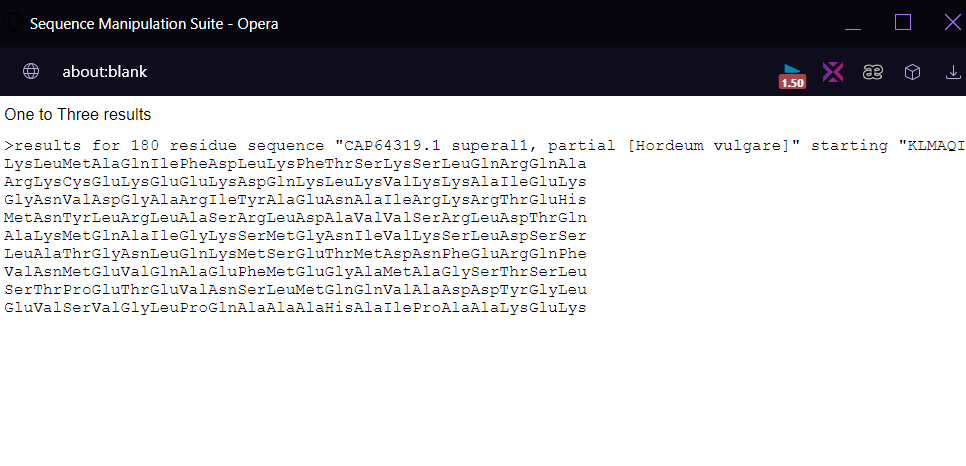 Sequence Manipulation Suite - Opera
about:blank
1.50
æ
One to Three results
>results for 180 residue sequence "CAP64319.1 superal1, partial [Hordeum vulgare]" starting "KLMAQI
LysLeuMetAlaGlnIlePheAspLeuLysPheThrSerLysSerLeuGlnArgGlnAla
ArgLysCysGluLysGluGluLysAspGlnLysLeuLysValLysLysAlaIleGluLys
GlyAsnValAspGlyAlaArgIleTyrAlaGluAsnAlaIleArgLysArgThrGluHis
MetAsnTyrLeuArgLeuAlaSerArgLeuAspAlaValValSerArgLeuAspThrGln
AlaLysMetGlnAlaIleGlyLysSerMetGlyAsnIleValLysSerLeuAspSerSer
LeuAlaThrGlyAsnLeuGlnLysMetSerGluThrMetAspAsnPheGluArgGlnPhe
ValAsnMetGluValGlnAlaGluPheMetGluGlyAlaMetAlaGlySerThrSerLeu
SerThrProGluThrGluValAsnSerLeuMetGlnGlnValAlaAspAspTyrGlyLeu
GluValSerValGlyLeuProGlnAlaAlaAlaHisAlaIleProAlaAlaLysGluLys